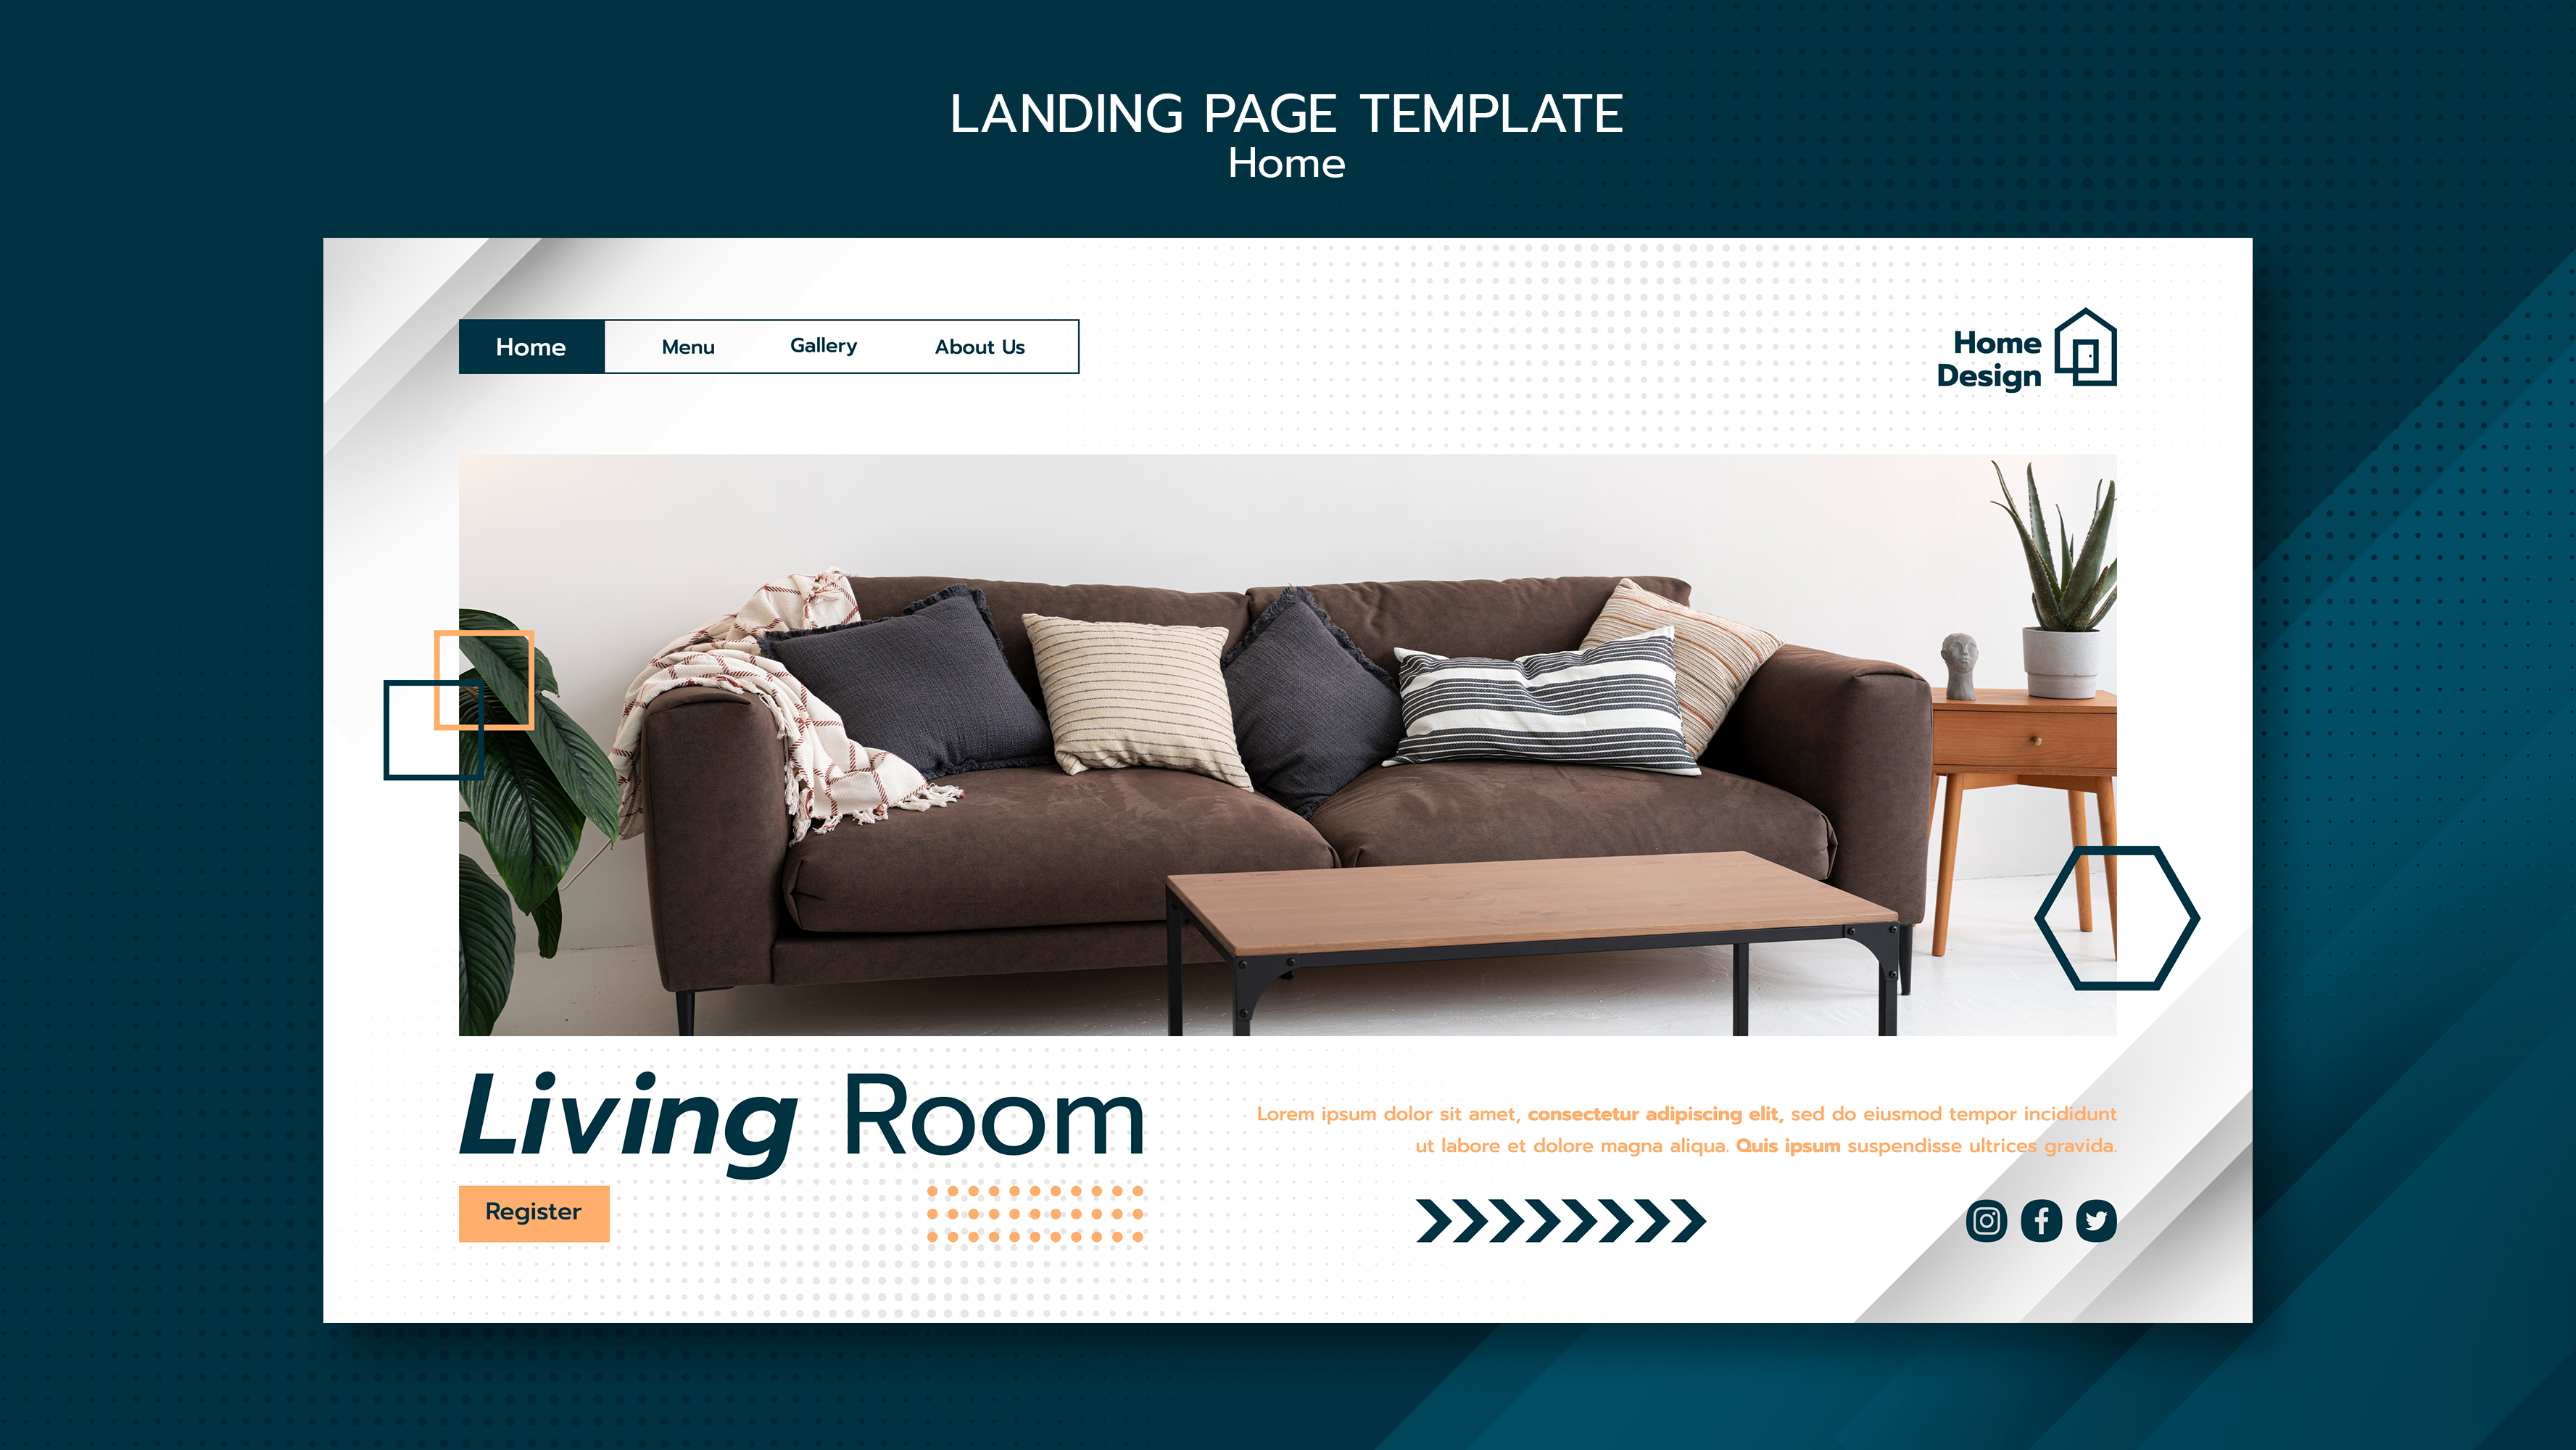 LANDING PAGE TEMPLATE
Home
Home Menu Gallery About Us
Home
Design
Living Room
Register
Lorem ipsum dolor sit amet, consectetur adipiscing elit, sed do eiusmod tempor incididunt
ut labore et dolore magna aliqua. Quis ipsum suspendisse ultrices gravida.